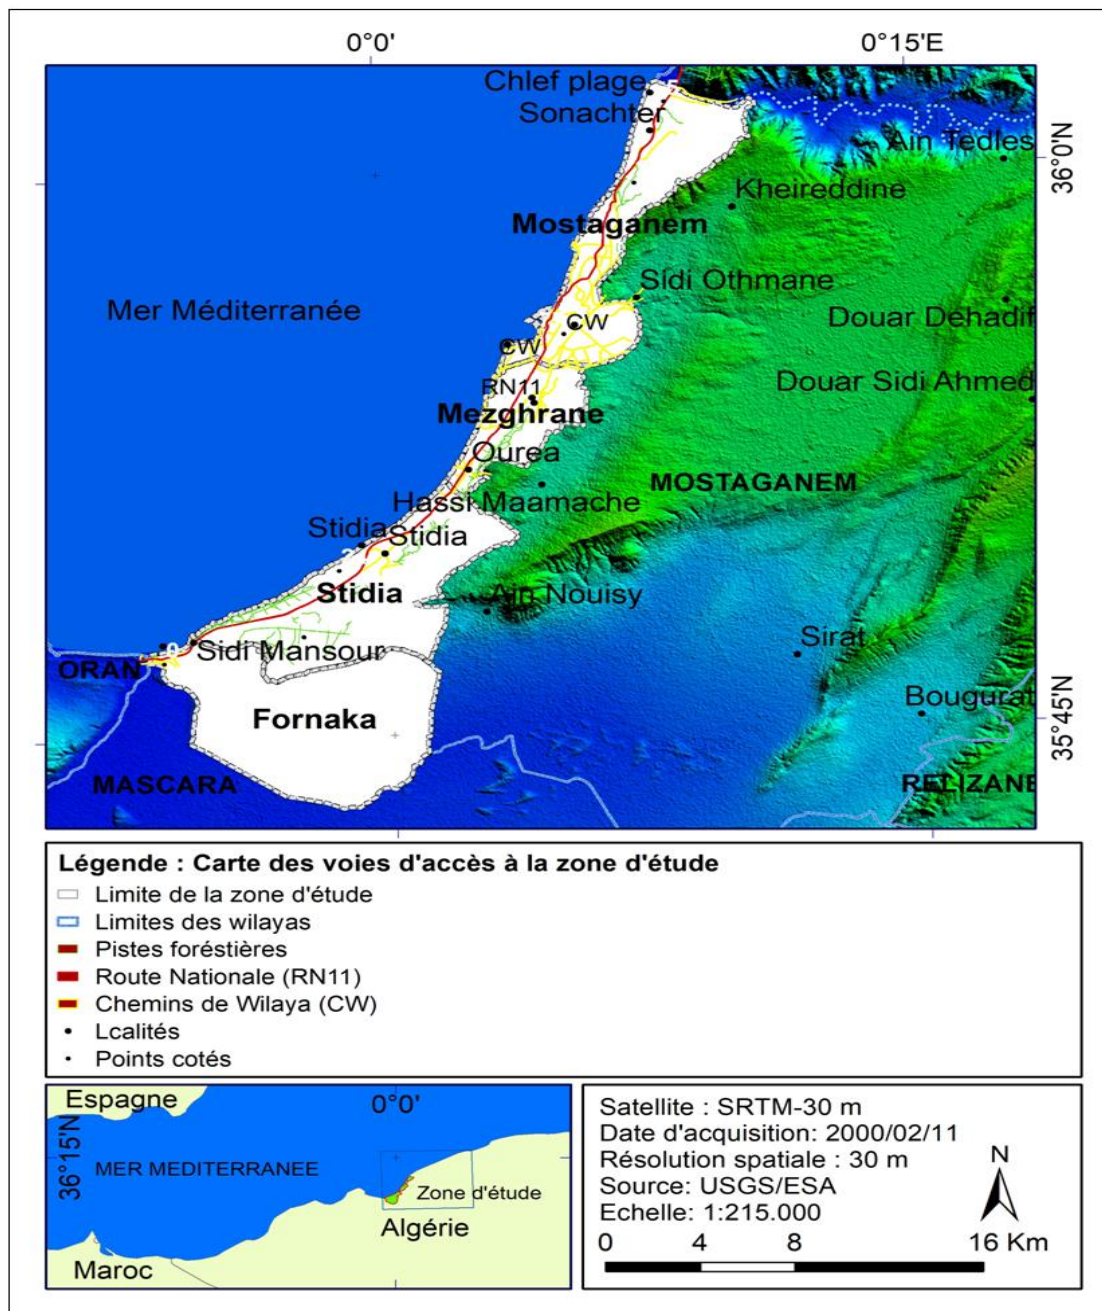 0°0'
0°15'E
Chlef plage
Sonachter
Ain Tedles
36°0'N
Kheireddine
Mostaganem
Sidi Othmane
Mer Méditerranée
Douar Dehadif
CW
CW
Douar Sidi Ahmed
RN11
Mezghrane
Ourea
MOSTAGANEM
Hassi Maamache
Stidia
Stidia
Stidia
Ain Nouisy
Sirat
Sidi Mansour
ORAN
Bougurat
Fornaka
35°45'N
MASCARA
RELIZANE
Légende : Carte des voies d'accès à la zone d'étude
Limite de la zone d'étude
Limites des wilayas
Pistes foréstières
Route Nationale (RN11)
Chemins de Wilaya (CW)
Lcalités
Points cotés
Espagne
0°0'
36°15'N
MER MEDITERRANEE
Zone d'étude
Algérie
Maroc
Satellite : SRTM-30 m
Date d'acquisition: 2000/02/11
Résolution spatiale : 30 m
Source: USGS/ESA
Echelle: 1:215.000
N
0 4 8 16 Km